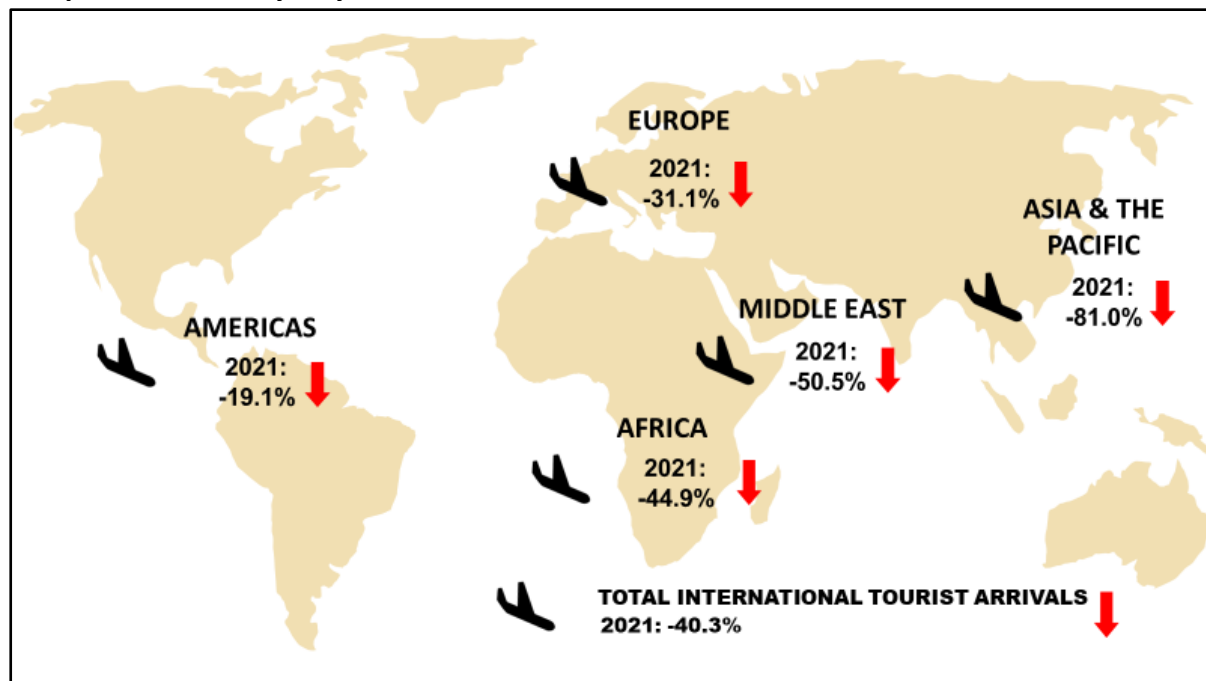 EUROPE
2021:
-31.1%
ASIA & THE
PACIFIC
2021:
-81.0%
MIDDLE EAST
2021:
-50.5%
AMERICAS
2021:
-19.1%
AFRICA
2021:
-44.9%
TOTAL INTERNATIONAL TOURIST ARRIVALS
2021: -40.3%